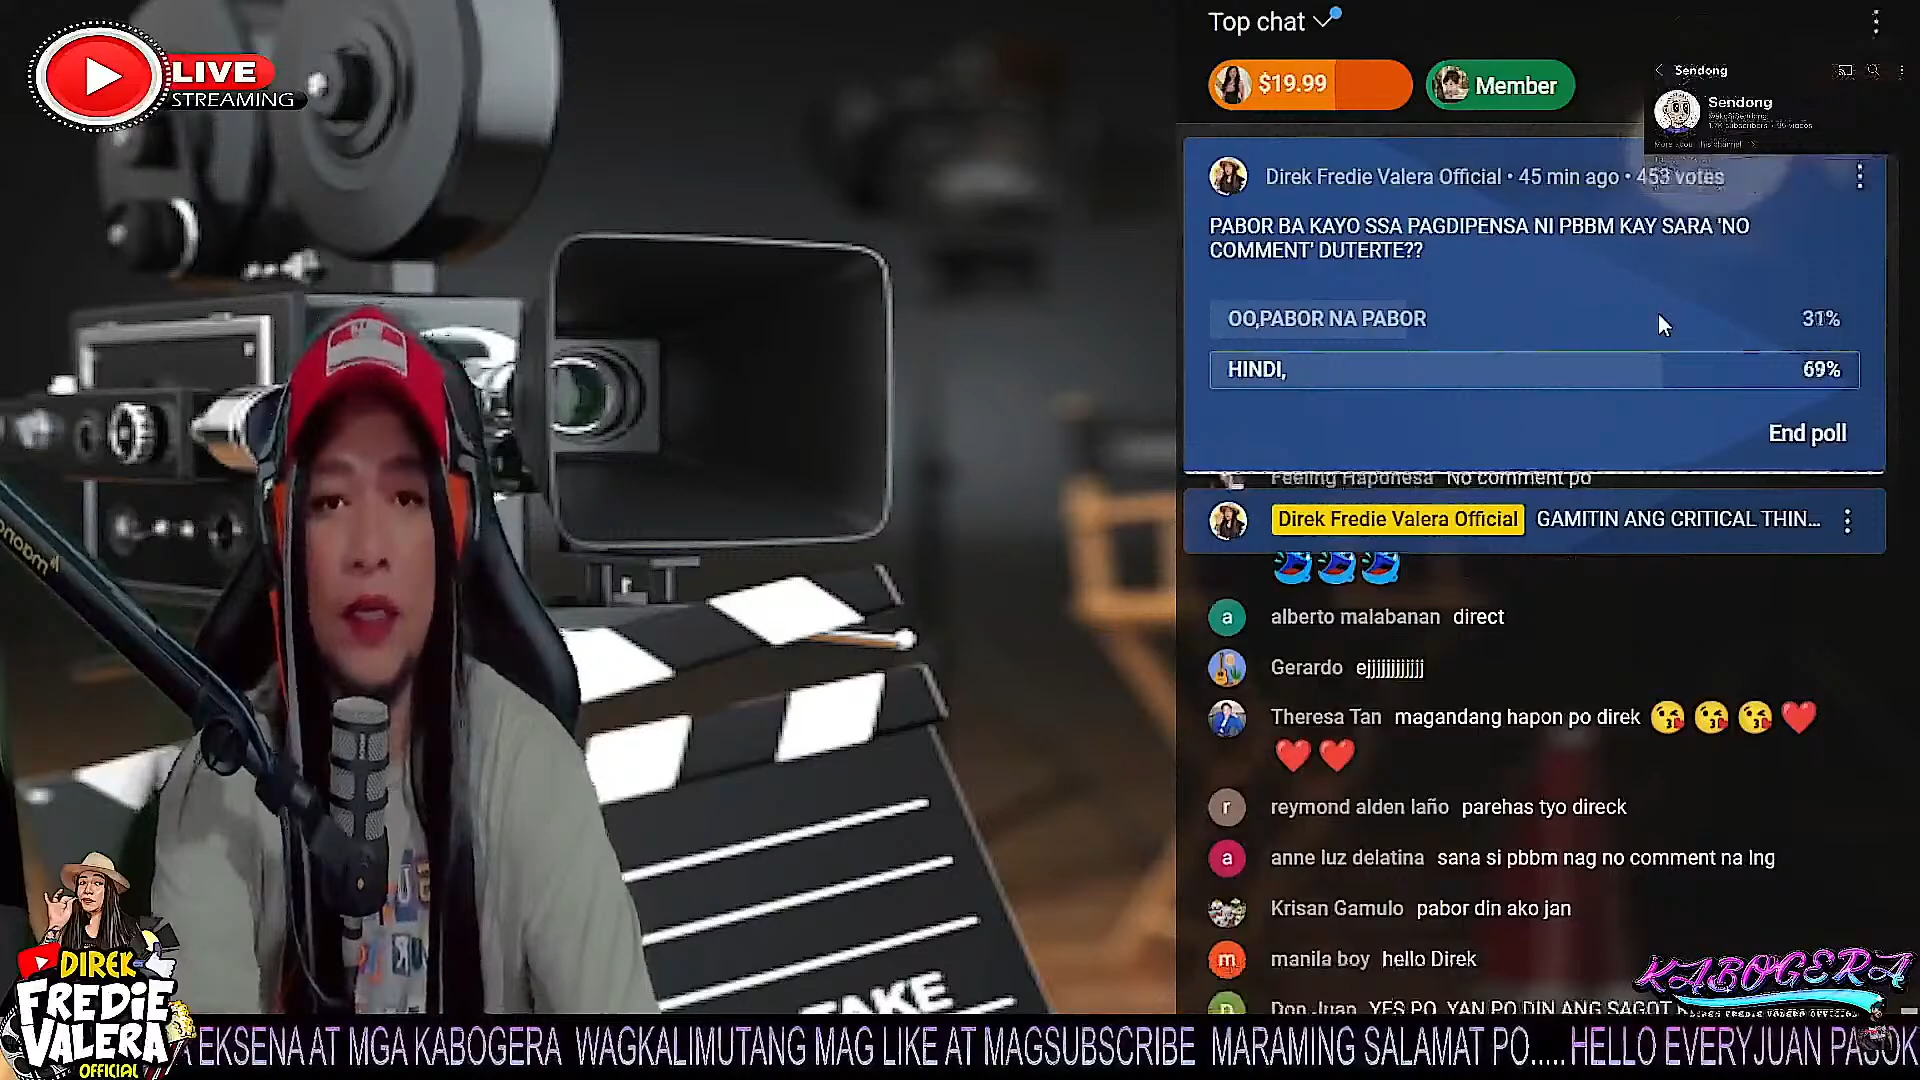 LIVE
STREAMING
Top chat
$19.99
Member
Sendong
Sendong
Direk Fredie Valera Official • 45 min ago • 453 votes
PABOR BA KAYO SSA PAGDIPENSA NI PBBM KAY SARA 'NO
COMMENT' DUTERTE??
OO,PABOR NA PABOR 31%
HINDI, 69%
End poll
Feeling Haponesa No comment po
Direk Fredie Valera Official GAMITIN ANG CRITICAL THIN...
alberto malabanan direct
Gerardo ejjjjjjjjjjj
Theresa Tan magandang hapon po direk 😘😘😘❤️
❤️❤️
reymond alden laño parehas tyo direck
anne luz delatina sana si pbbm nag no comment na lng
Krisan Gamulo pabor din ako jan
manila boy hello Direk
Don Juan YES PO YAN PO DIN ANG SAGOT
KABOGERA
TAKE
maono
DIREK
FREDIE
VALERA
OFFICIAL
EKSENA AT MGA KABOGERA WAGKALIMUTANG MAG LIKE AT MAGSUBSCRIBE MARAMING SALAMAT PO..... HELLO EVERYJUAN PASOK